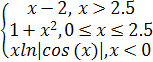 x − 2, x > 2.5
1 + x², 0 ≤ x ≤ 2.5
xln|cos (x)|, x < 0